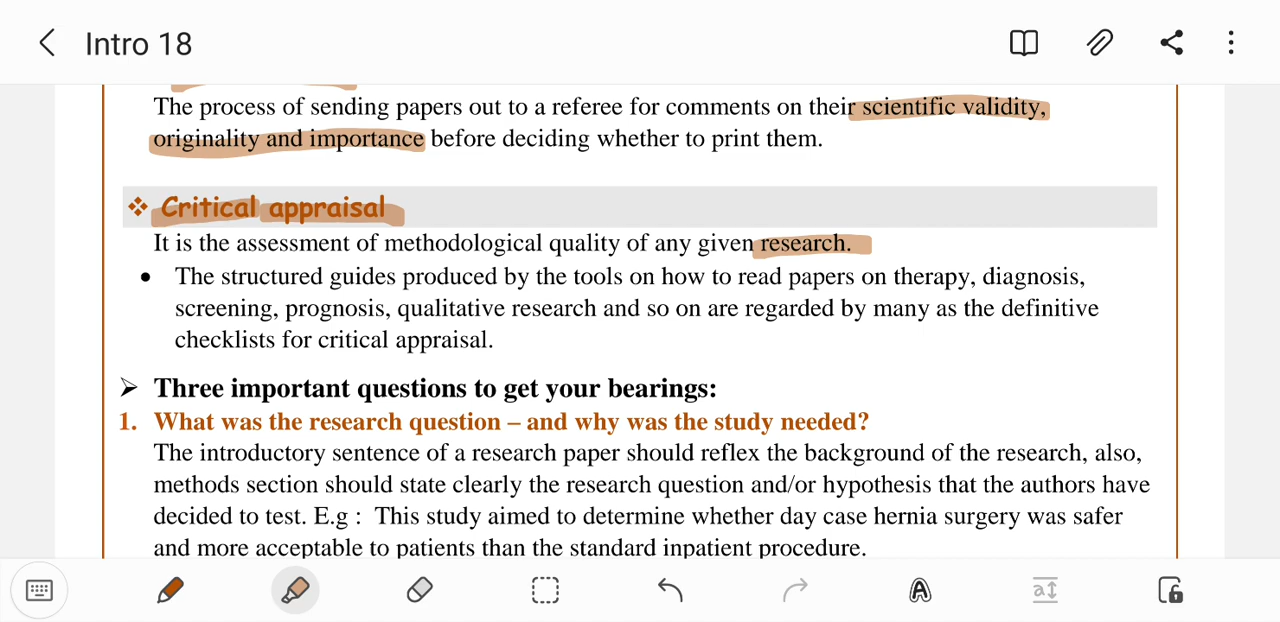 Intro 18
The process of sending papers out to a referee for comments on their scientific validity,
originality and importance before deciding whether to print them.
❖ Critical appraisal
It is the assessment of methodological quality of any given research.
• The structured guides produced by the tools on how to read papers on therapy, diagnosis,
screening, prognosis, qualitative research and so on are regarded by many as the definitive
checklists for critical appraisal.
➢ Three important questions to get your bearings:
1. What was the research question – and why was the study needed?
The introductory sentence of a research paper should reflex the background of the research, also,
methods section should state clearly the research question and/or hypothesis that the authors have
decided to test. E.g : This study aimed to determine whether day case hernia surgery was safer
and more acceptable to patients than the standard inpatient procedure.